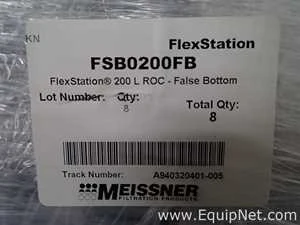 KN
FlexStation
FSB0200FB
FlexStation® 200 L ROC - False Bottom
Lot Number: Qty: Total Qty:
8 8
Track Number: A940320401-005
MEISSNER
FILTRATION PRODUCTS
www.EquipNet.com